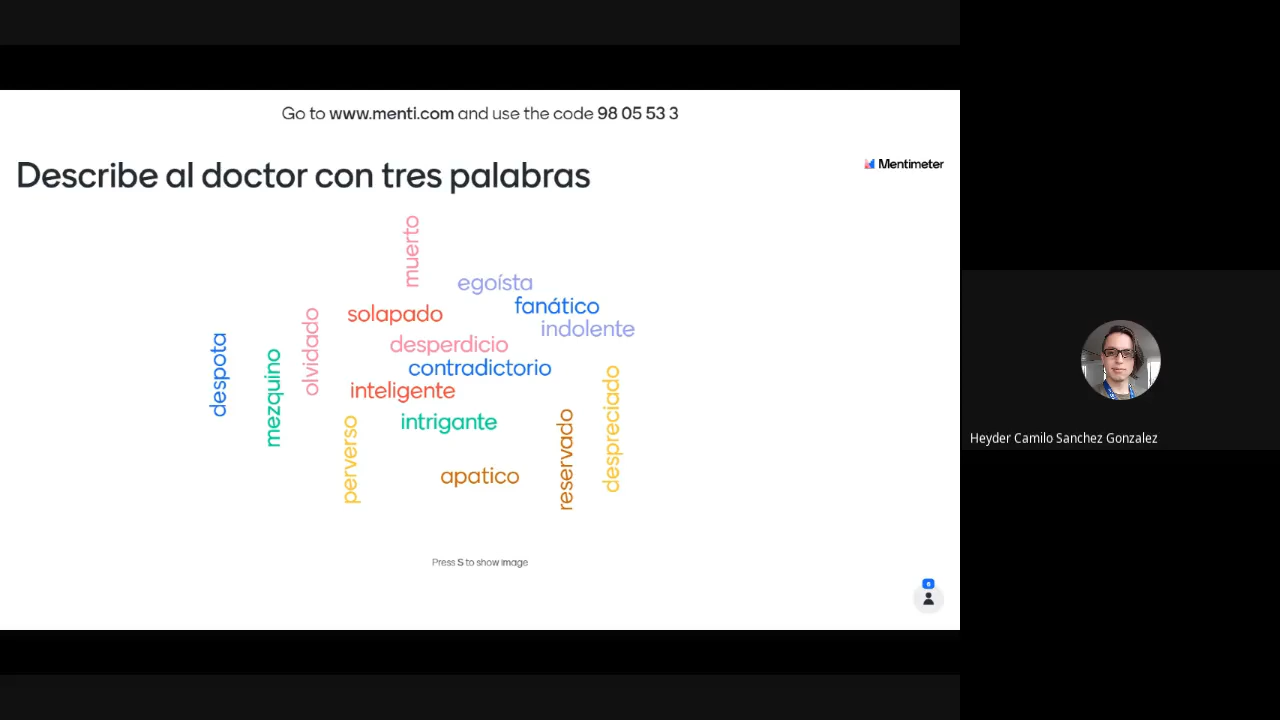 Go to www.menti.com and use the code 98 05 53 3
Mentimeter
Describe al doctor con tres palabras
muerto
egoísta
fanático
solapado
indolente
olvidado
despota
desperdicio
mezquino
contradictorio
inteligente
despreciado
intrigante
perverso
reservado
apatico
Press S to show image
6
Heyder Camilo Sanchez Gonzalez